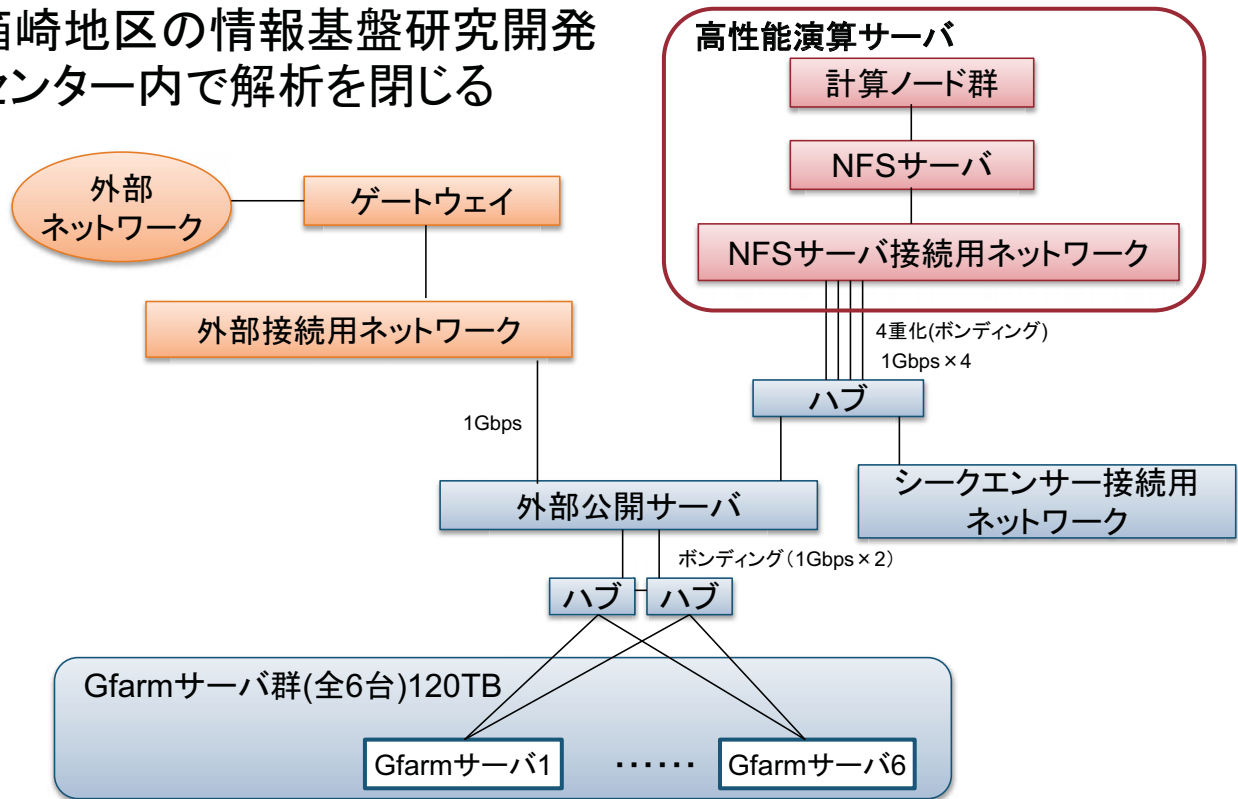 箱崎地区の情報基盤研究開発
センター内で解析を閉じる
高性能演算サーバ
計算ノード群
NFSサーバ
NFSサーバ接続用ネットワーク
外部
ネットワーク
ゲートウェイ
外部接続用ネットワーク
4重化(ボンディング)
1Gbps×4
ハブ
1Gbps
シークエンサー接続用
ネットワーク
外部公開サーバ
ボンディング(1Gbps×2)
ハブ
ハブ
Gfarmサーバ群(全6台)120TB
Gfarmサーバ1
······
Gfarmサーバ6